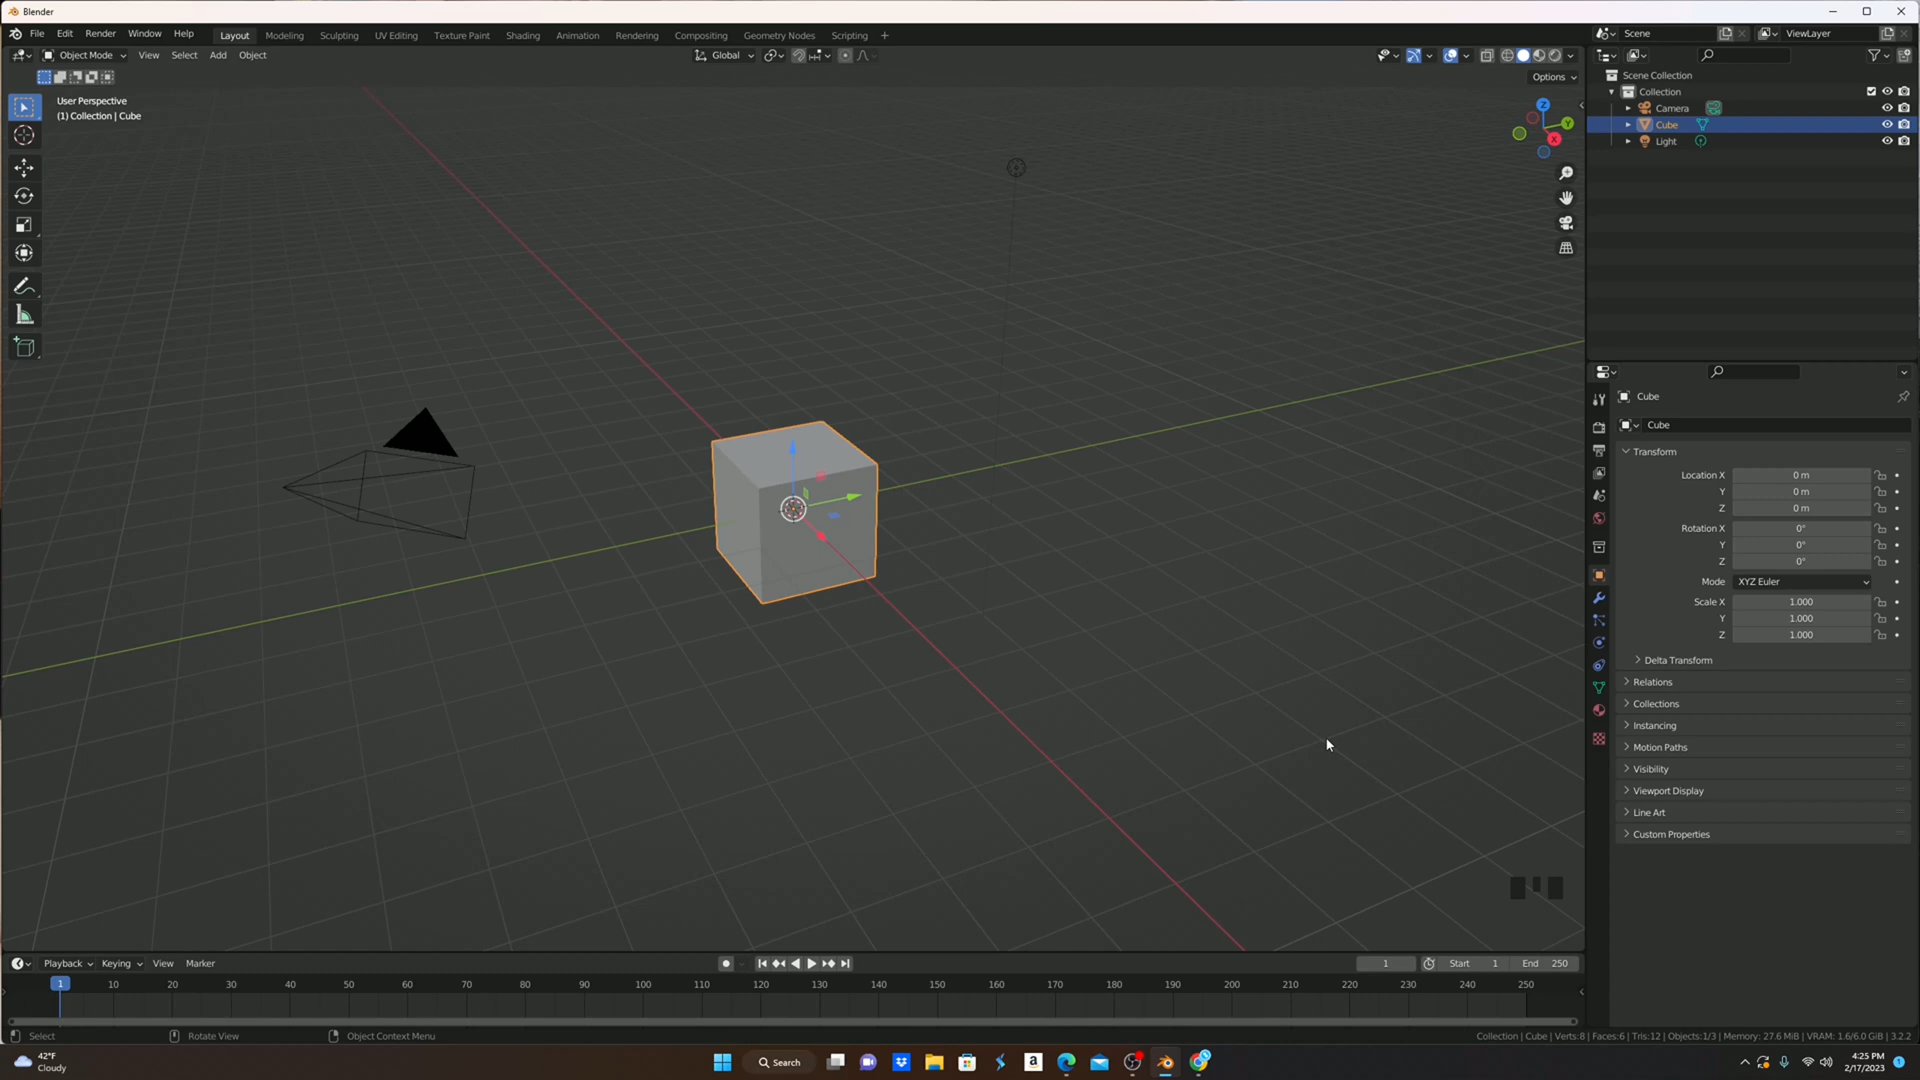 Blender
File Edit Render Window Help Layout Modeling Sculpting UV Editing Texture Paint Shading Animation Rendering Compositing Geometry Nodes Scripting + Scene ViewLayer
Object Mode View Select Add Object Global
Options
User Perspective
(1) Collection | Cube
Z
Y
X
Scene Collection
Collection
Camera
Cube
Light
Cube
Cube
Transform
Location X 0 m
Y 0 m
Z 0 m
Rotation X 0°
Y 0°
Z 0°
Mode XYZ Euler
Scale X 1.000
Y 1.000
Z 1.000
Delta Transform
Relations
Collections
Instancing
Motion Paths
Visibility
Viewport Display
Line Art
Custom Properties
Playback Keying View Marker 1 Start 1 End 250
1 10 20 30 40 50 60 70 80 90 100 110 120 130 140 150 160 170 180 190 200 210 220 230 240 250
Select Rotate View Object Context Menu Collection | Cube | Verts:8 | Faces:6 | Tris:12 | Objects:1/3 | Memory: 27.6 MiB | VRAM: 1.6/6.0 GiB | 3.2.2
42°F
Cloudy
Search
4:25 PM
2/17/2023